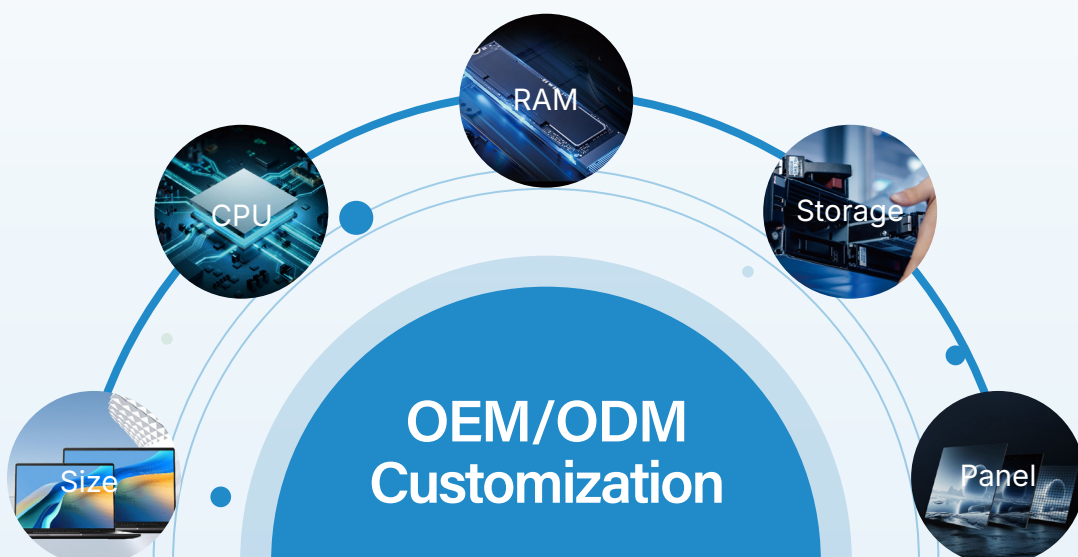 RAM
CPU
Storage
OEM/ODM
Customization
Size
Panel